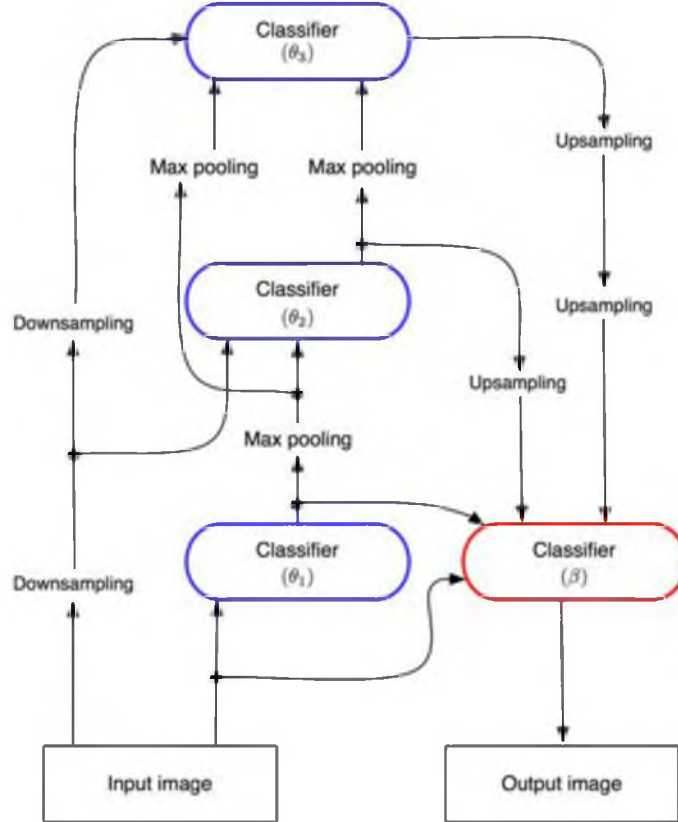 Classifier
(θ₃)
Upsampling
Max pooling
Max pooling
Classifier
(θ₂)
Downsampling
Upsampling
Upsampling
Max pooling
Classifier
(θ₁)
Classifier
(β)
Downsampling
Input image
Output image